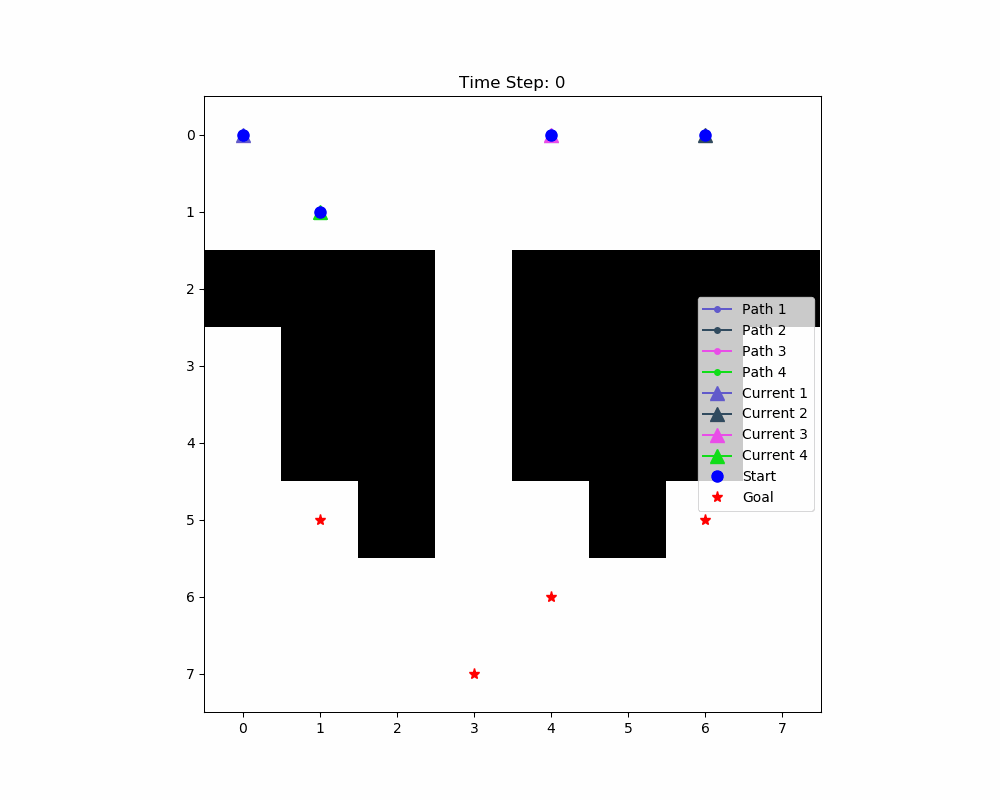 Time Step: 0
0
1
2
3
4
5
6
7
Path 1
Path 2
Path 3
Path 4
Current 1
Current 2
Current 3
Current 4
Start
Goal
0 1 2 3 4 5 6 7